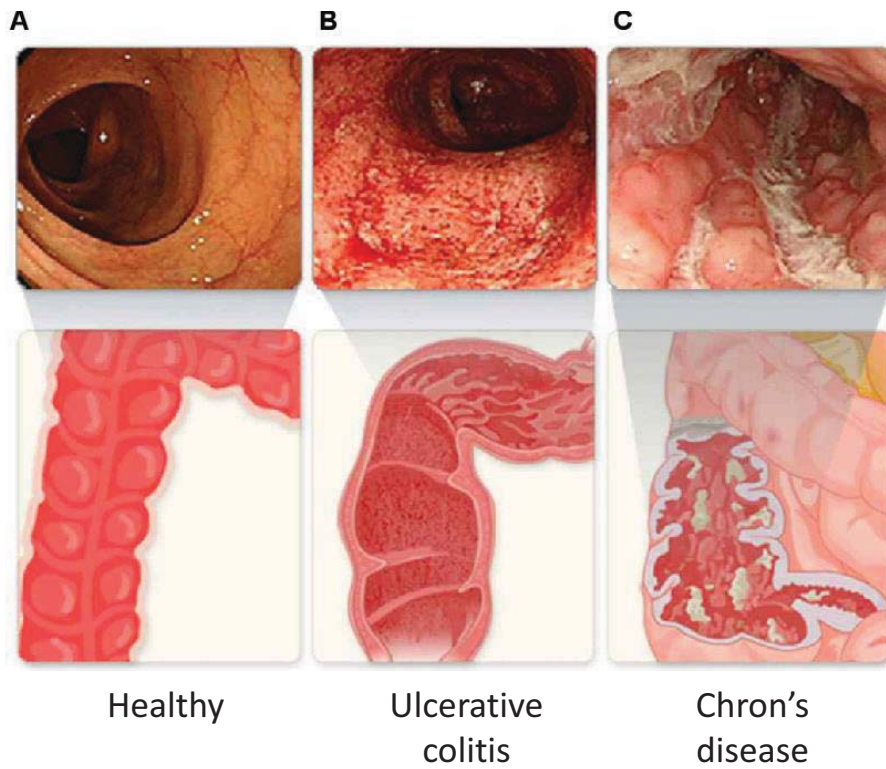 A
B
C
Healthy
Ulcerative
colitis
Chron's
disease